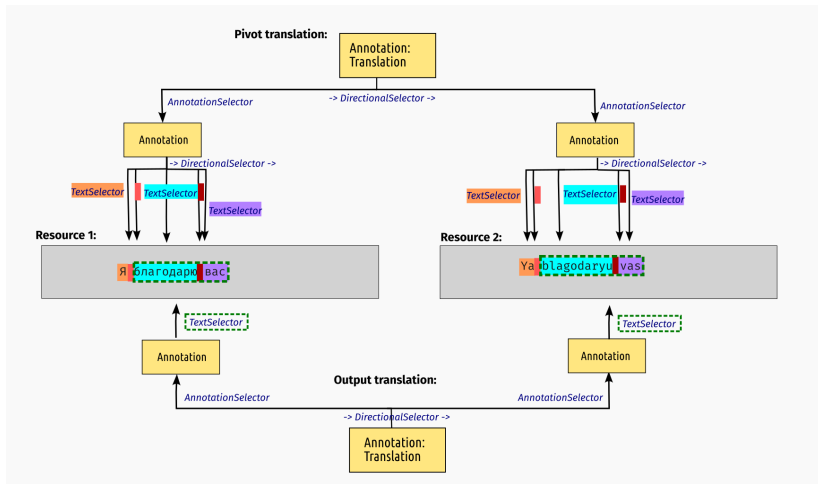 Pivot translation:
Annotation:
Translation
-> DirectionalSelector ->
AnnotationSelector
AnnotationSelector
Annotation
Annotation
-> DirectionalSelector ->
-> DirectionalSelector ->
TextSelector
TextSelector
TextSelector
TextSelector
TextSelector
TextSelector
Resource 1:
Resource 2:
Я благодарю вас
Ya blagodaryu vas
TextSelector
TextSelector
Annotation
Annotation
Output translation:
AnnotationSelector
AnnotationSelector
-> DirectionalSelector ->
Annotation:
Translation